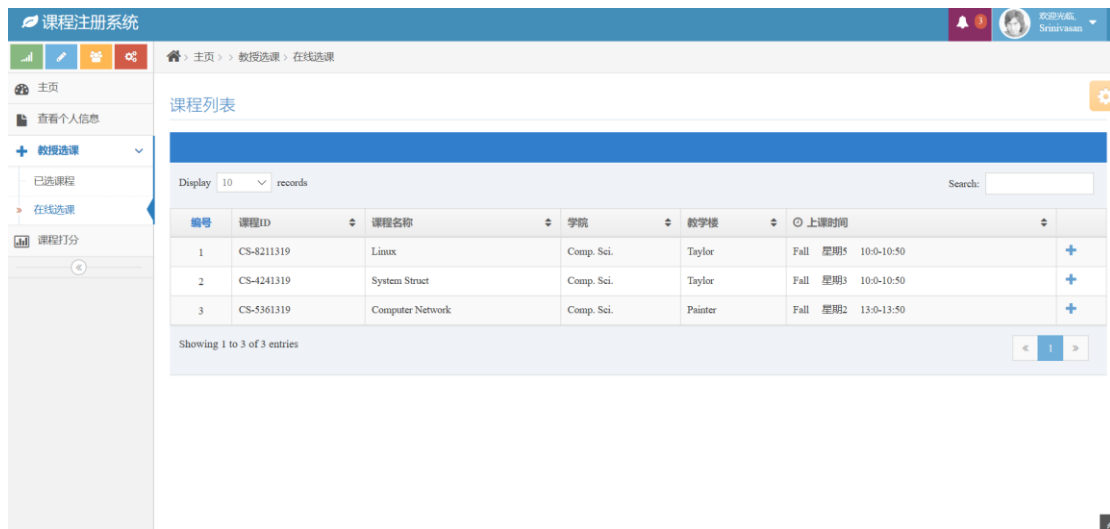 课程注册系统
3
欢迎光临,
Srinivasan
主页 > > 教授选课 > 在线选课
主页
查看个人信息
教授选课
已选课程
在线选课
课程打分
课程列表
Display 10 records
Search:
编号 课程ID 课程名称 学院 教学楼 上课时间
1 CS-8211319 Linux Comp. Sci. Taylor Fall 星期5 10:0-10:50
2 CS-4241319 System Struct Comp. Sci. Taylor Fall 星期3 10:0-10:50
3 CS-5361319 Computer Network Comp. Sci. Painter Fall 星期2 13:0-13:50
Showing 1 to 3 of 3 entries
« 1 »